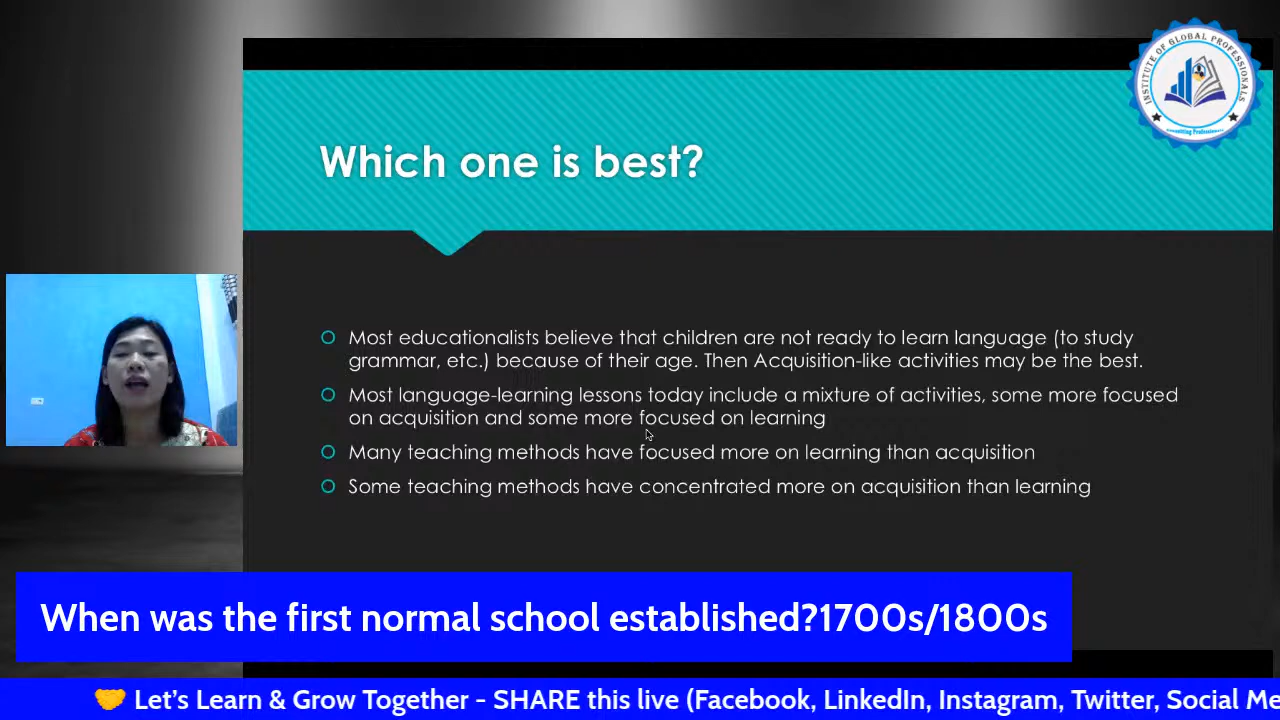 INSTITUTE OF GLOBAL PROFESSIONALS
Which one is best?
Most educationalists believe that children are not ready to learn language (to study
grammar, etc.) because of their age. Then Acquisition-like activities may be the best.
Most language-learning lessons today include a mixture of activities, some more focused
on acquisition and some more focused on learning
Many teaching methods have focused more on learning than acquisition
Some teaching methods have concentrated more on acquisition than learning
When was the first normal school established?1700s/1800s
Let's Learn & Grow Together - SHARE this live (Facebook, LinkedIn, Instagram, Twitter, Social Me